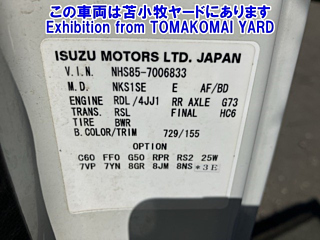 この車両は苫小牧ヤードにあります
Exhibition from TOMAKOMAI YARD
ISUZU MOTORS LTD. JAPAN
V.I.N. NHS85-7006833
M.D. NKS1SE E AF/BD
ENGINE RDL/4JJ1 RR AXLE G73
TRANS. RSL FINAL HC6
TIRE BWR
B.COLOR/TRIM 729/155
OPTION
C60 FF0 G50 RPR RS2 25W
7VP 7YN 8GR 8JM 8NS *3E